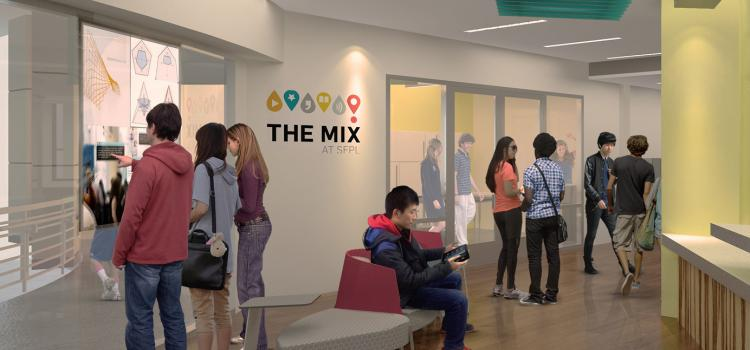 THE MIX
AT SFPL